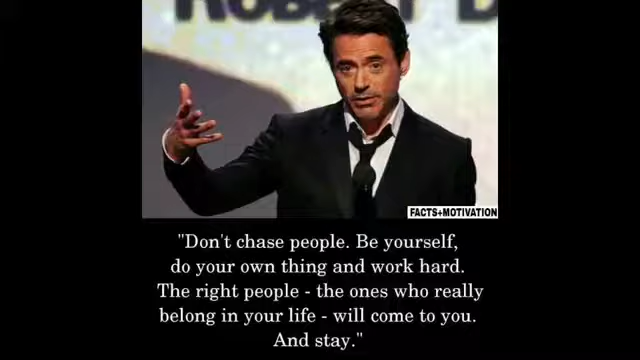 ROBERT D
FACTS+MOTIVATION
"Don't chase people. Be yourself,
do your own thing and work hard.
The right people - the ones who really
belong in your life - will come to you.
And stay."